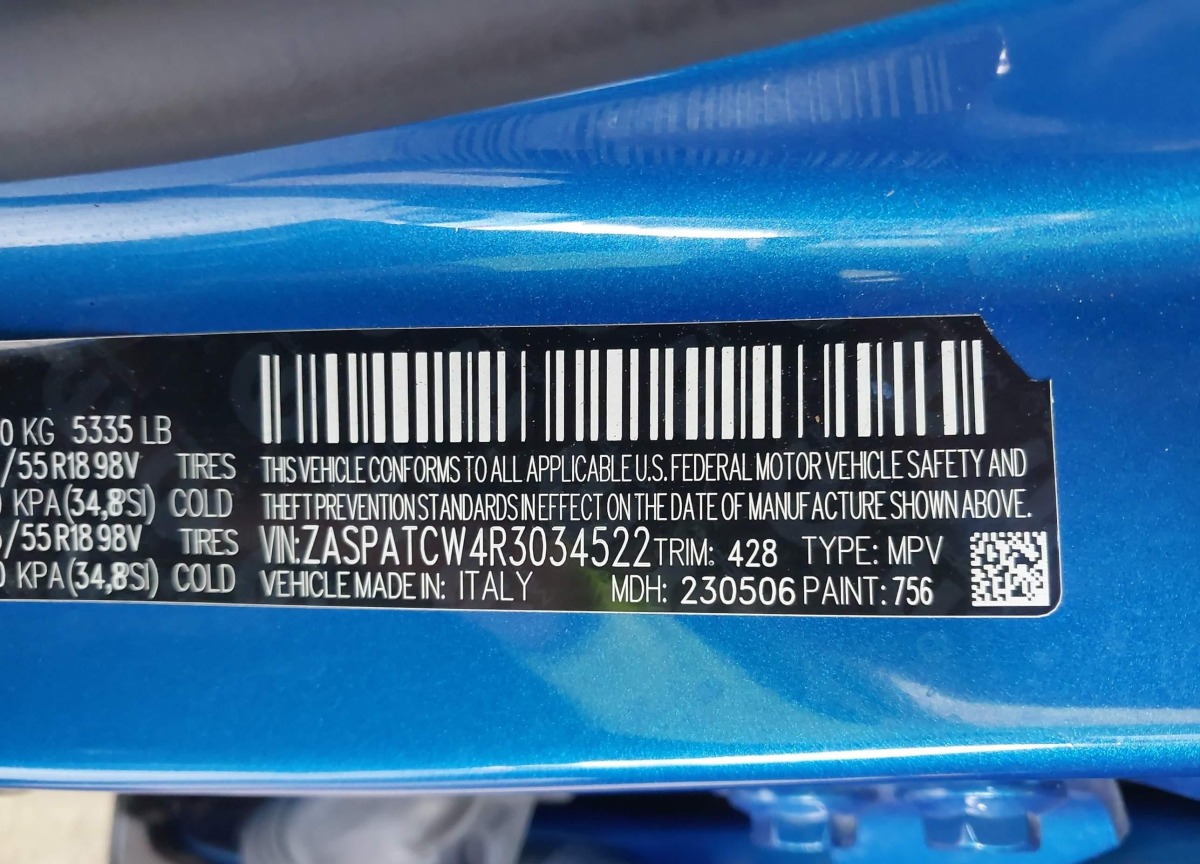 0 KG 5335 LB
/55 R18 98V TIRES
KPA (34,8SI) COLD
/55 R18 98V TIRES
0 KPA (34,8SI) COLD
THIS VEHICLE CONFORMS TO ALL APPLICABLE U.S. FEDERAL MOTOR VEHICLE SAFETY AND
THEFT PREVENTION STANDARDS IN EFFECT ON THE DATE OF MANUFACTURE SHOWN ABOVE.
VIN: ZASPATCW4R3034522 TRIM: 428 TYPE: MPV
VEHICLE MADE IN: ITALY MDH: 230506 PAINT: 756